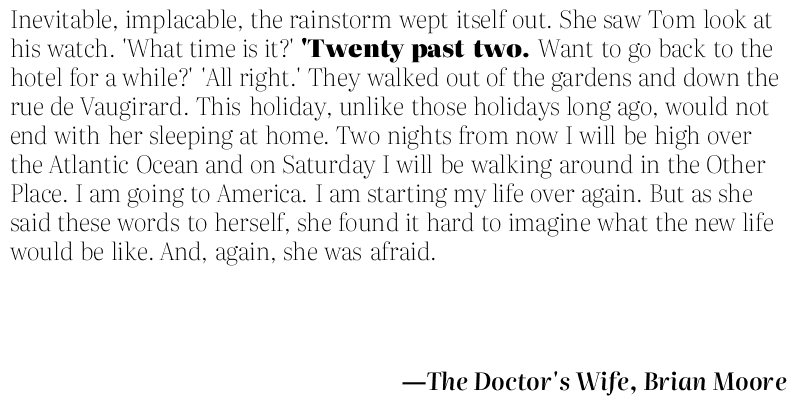 Inevitable, implacable, the rainstorm wept itself out. She saw Tom look at
his watch. 'What time is it?' 'Twenty past two. Want to go back to the
hotel for a while?' 'All right.' They walked out of the gardens and down the
rue de Vaugirard. This holiday, unlike those holidays long ago, would not
end with her sleeping at home. Two nights from now I will be high over
the Atlantic Ocean and on Saturday I will be walking around in the Other
Place. I am going to America. I am starting my life over again. But as she
said these words to herself, she found it hard to imagine what the new life
would be like. And, again, she was afraid.
—The Doctor's Wife, Brian Moore